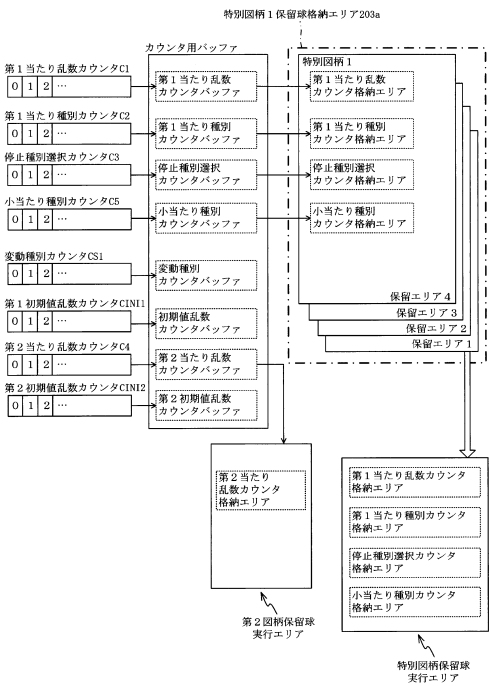 特別図柄１保留球格納エリア203a
カウンタ用バッファ
第１当たり乱数カウンタC1
0 1 2 …
第１当たり種別カウンタC2
0 1 2 …
停止種別選択カウンタC3
0 1 2 …
小当たり種別カウンタC5
0 1 2 …
変動種別カウンタCS1
0 1 2 …
第１初期値乱数カウンタCINI1
0 1 2 …
第２当たり乱数カウンタC4
0 1 2 …
第２初期値乱数カウンタCINI2
0 1 2 …
第１当たり乱数
カウンタバッファ
第１当たり種別
カウンタバッファ
停止種別選択
カウンタバッファ
小当たり種別
カウンタバッファ
変動種別
カウンタバッファ
初期値乱数
カウンタバッファ
第２当たり乱数
カウンタバッファ
第２初期値乱数
カウンタバッファ
特別図柄１
第１当たり乱数
カウンタ格納エリア
第１当たり種別
カウンタ格納エリア
停止種別選択
カウンタ格納エリア
小当たり種別
カウンタ格納エリア
保留エリア４
保留エリア３
保留エリア２
保留エリア１
第２当たり
乱数カウンタ
格納エリア
第２図柄保留球
実行エリア
第１当たり乱数カウンタ
格納エリア
第１当たり種別カウンタ
格納エリア
停止種別選択カウンタ
格納エリア
小当たり種別カウンタ
格納エリア
特別図柄保留球
実行エリア